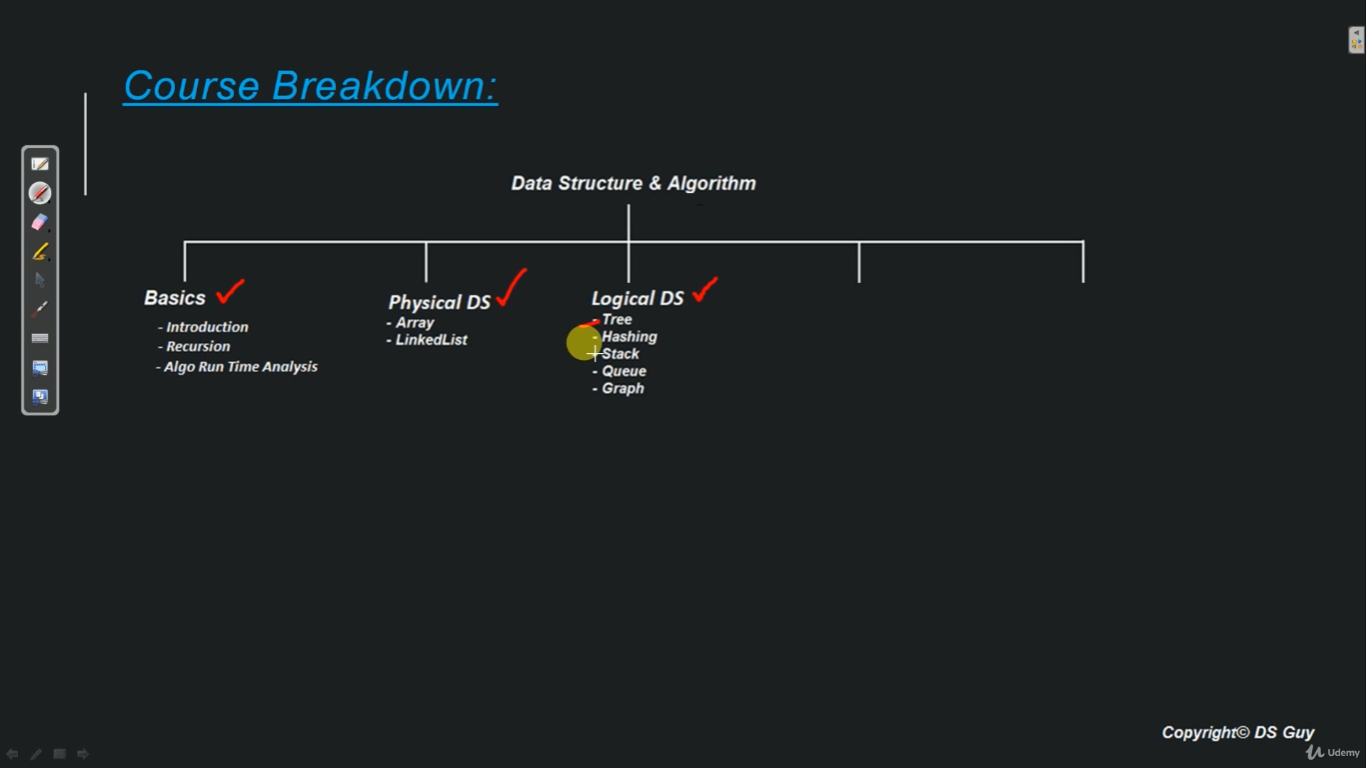 Course Breakdown:
Data Structure & Algorithm
Basics
- Introduction
- Recursion
- Algo Run Time Analysis
Physical DS
- Array
- LinkedList
Logical DS
- Tree
- Hashing
- Stack
- Queue
- Graph
Copyright© DS Guy
Udemy